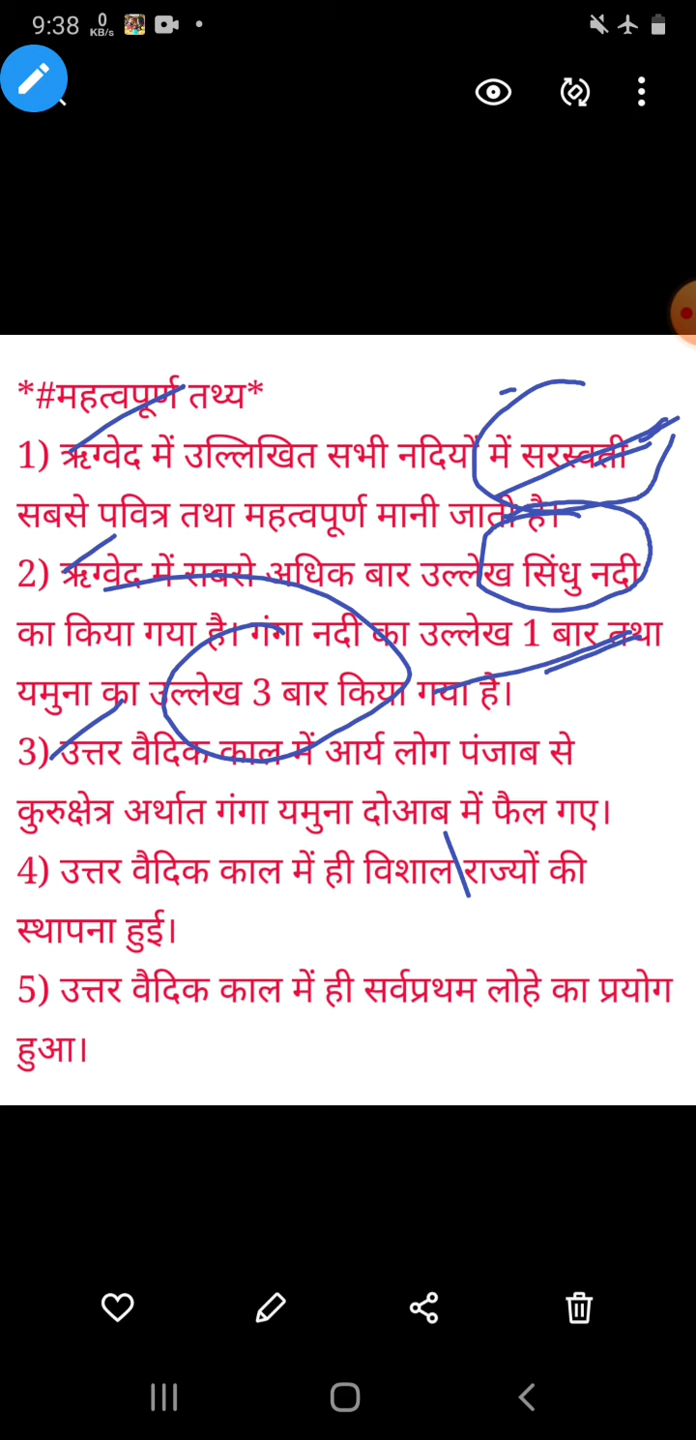 9:38 0 KB/s
*#महत्वपूर्ण तथ्य*
1) ऋग्वेद में उल्लिखित सभी नदियों में सरस्वती
सबसे पवित्र तथा महत्वपूर्ण मानी जाती है।
2) ऋग्वेद में सबसे अधिक बार उल्लेख सिंधु नदी
का किया गया है। गंगा नदी का उल्लेख 1 बार तथा
यमुना का उल्लेख 3 बार किया गया है।
3) उत्तर वैदिक काल में आर्य लोग पंजाब से
कुरुक्षेत्र अर्थात गंगा यमुना दोआब में फैल गए।
4) उत्तर वैदिक काल में ही विशाल राज्यों की
स्थापना हुई।
5) उत्तर वैदिक काल में ही सर्वप्रथम लोहे का प्रयोग
हुआ।